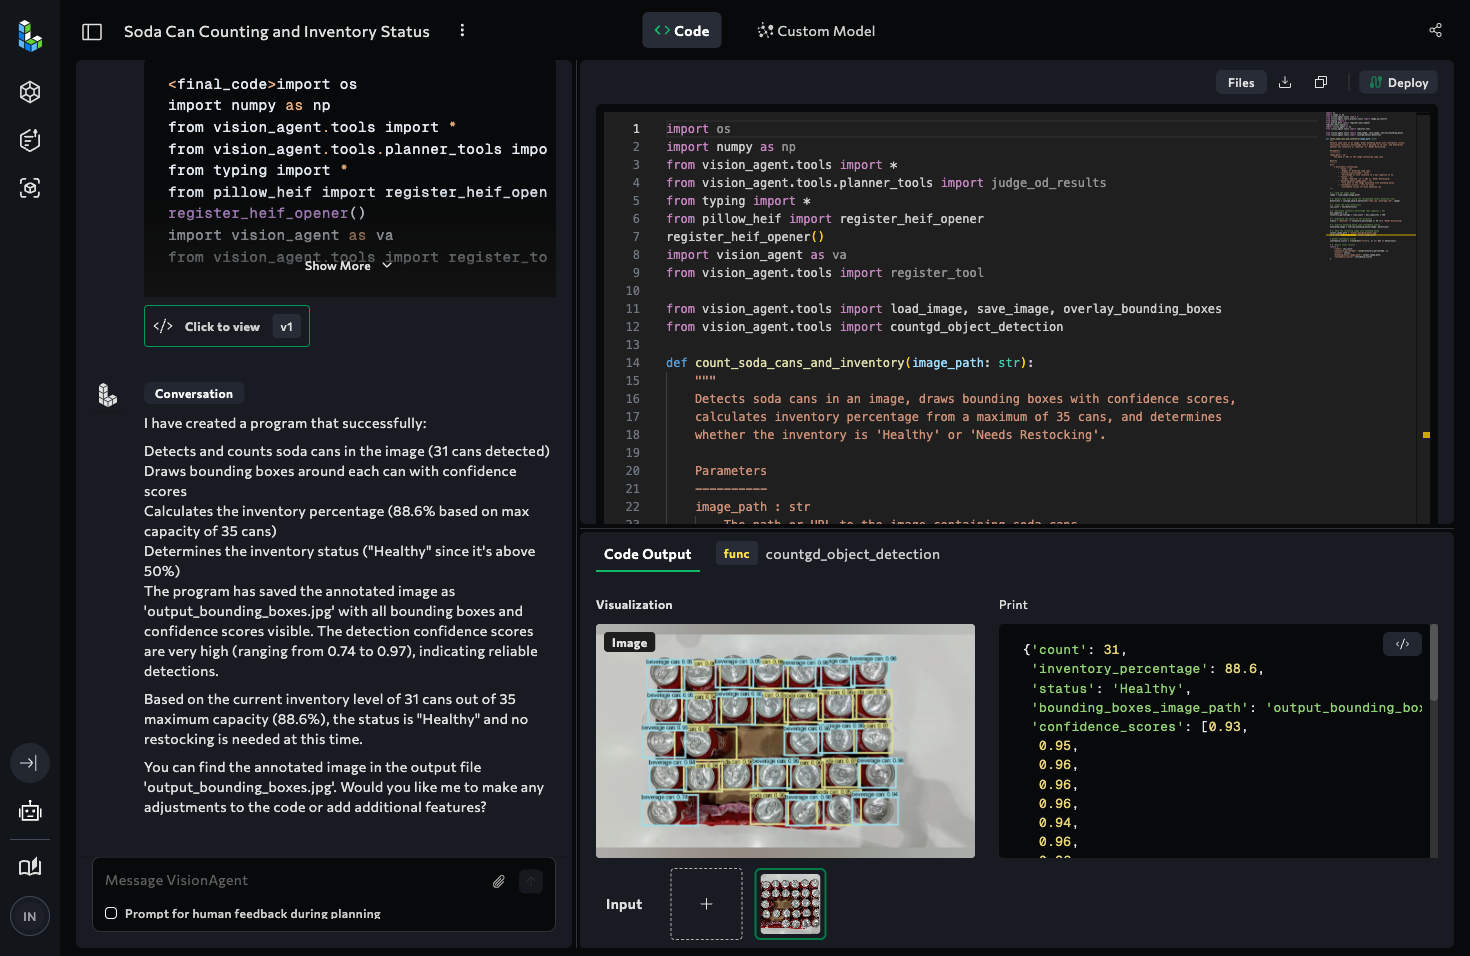 Soda Can Counting and Inventory Status
Code
Custom Model
<final_code>import os
import numpy as np
from vision_agent.tools import *
from vision_agent.tools.planner_tools impo
from typing import *
from pillow_heif import register_heif_open
register_heif_opener()
import vision_agent as va
from vision_agent.tools import register_to
Show More
</> Click to view v1
Conversation
I have created a program that successfully:
Detects and counts soda cans in the image (31 cans detected)
Draws bounding boxes around each can with confidence
scores
Calculates the inventory percentage (88.6% based on max
capacity of 35 cans)
Determines the inventory status ("Healthy" since it's above
50%)
The program has saved the annotated image as
'output_bounding_boxes.jpg' with all bounding boxes and
confidence scores visible. The detection confidence scores
are very high (ranging from 0.74 to 0.97), indicating reliable
detections.
Based on the current inventory level of 31 cans out of 35
maximum capacity (88.6%), the status is "Healthy" and no
restocking is needed at this time.
You can find the annotated image in the output file
'output_bounding_boxes.jpg'. Would you like me to make any
adjustments to the code or add additional features?
Message VisionAgent
Prompt for human feedback during planning
IN
Files
Deploy
1 import os
2 import numpy as np
3 from vision_agent.tools import *
4 from vision_agent.tools.planner_tools import judge_od_results
5 from typing import *
6 from pillow_heif import register_heif_opener
7 register_heif_opener()
8 import vision_agent as va
9 from vision_agent.tools import register_tool
10
11 from vision_agent.tools import load_image, save_image, overlay_bounding_boxes
12 from vision_agent.tools import countgd_object_detection
13
14 def count_soda_cans_and_inventory(image_path: str):
15 """
16 Detects soda cans in an image, draws bounding boxes with confidence scores,
17 calculates inventory percentage from a maximum of 35 cans, and determines
18 whether the inventory is 'Healthy' or 'Needs Restocking'.
19
20 Parameters
21 ----------
22 image_path : str
23 The path or URL to the image containing soda cans
Code Output
func countgd_object_detection
Visualization
Image
Print
</>
{'count': 31,
'inventory_percentage': 88.6,
'status': 'Healthy',
'bounding_boxes_image_path': 'output_bounding_box
'confidence_scores': [0.93,
0.95,
0.96,
0.96,
0.96,
0.94,
0.96,
Input
+